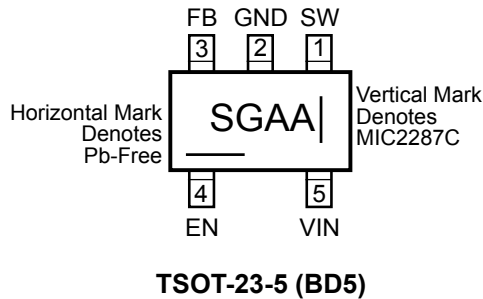 FB GND SW
3 2 1
Horizontal Mark
Denotes
Pb-Free
SGAA|
Vertical Mark
Denotes
MIC2287C
4 5
EN VIN
TSOT-23-5 (BD5)